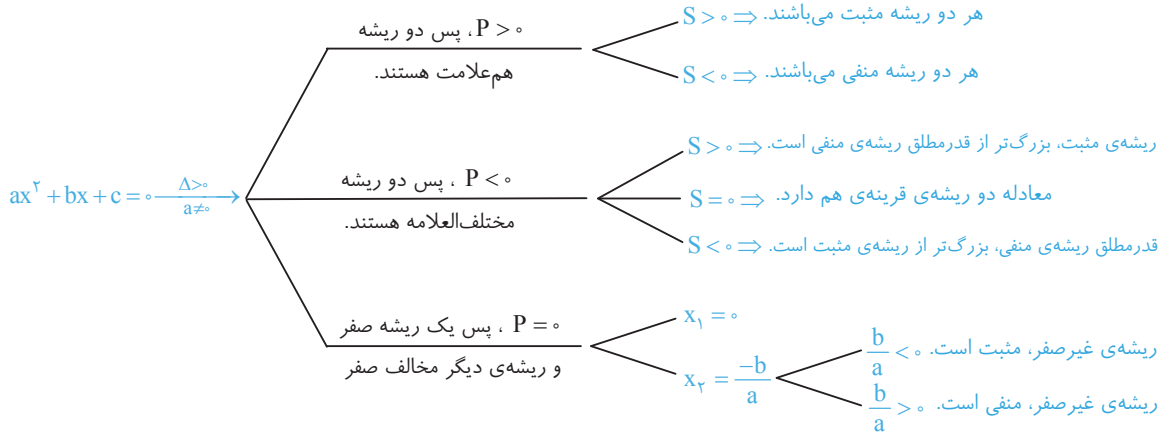 ax² + bx + c = ۰ Δ>۰ a≠۰
P > ۰، پس دو ریشه
هم‌علامت هستند.
S > ۰ ⇒ هر دو ریشه مثبت می‌باشند.
S < ۰ ⇒ هر دو ریشه منفی می‌باشند.
P < ۰ ، پس دو ریشه
مختلف‌العلامه هستند.
S > ۰ ⇒ ریشه‌ی مثبت، بزرگ‌تر از قدرمطلق ریشه‌ی منفی است.
S = ۰ ⇒ معادله دو ریشه‌ی قرینه‌ی هم دارد.
S < ۰ ⇒ قدرمطلق ریشه‌ی منفی، بزرگ‌تر از ریشه‌ی مثبت است.
P = ۰ ، پس یک ریشه صفر
و ریشه‌ی دیگر مخالف صفر
x₁ = ۰
x₂ = -b/a
b/a < ۰ ریشه‌ی غیرصفر، مثبت است.
b/a > ۰ ریشه‌ی غیرصفر، منفی است.